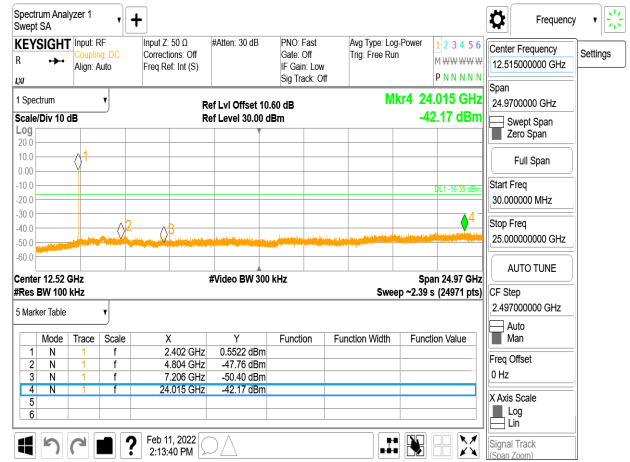 Spectrum Analyzer 1
Swept SA
Frequency
KEYSIGHT
R
Input: RF
Coupling: DC
Align: Auto
Input Z: 50 Ω
Corrections: Off
Freq Ref: Int (S)
#Atten: 30 dB
PNO: Fast
Gate: Off
IF Gain: Low
Sig Track: Off
Avg Type: Log-Power
Trig: Free Run
1 2 3 4 5 6
M W W W W W
P N N N N N
1 Spectrum
Scale/Div 10 dB
Ref Lvl Offset 10.60 dB
Ref Level 30.00 dBm
Mkr4 24.015 GHz
-42.17 dBm
Log
20.0
10.0
0.00
-10.0
-20.0
-30.0
-40.0
-50.0
-60.0
1
2
3
4
DL1 -16.39 dBm
Center 12.52 GHz
#Res BW 100 kHz
#Video BW 300 kHz
Span 24.97 GHz
Sweep ~2.39 s (24971 pts)
5 Marker Table
Mode Trace Scale X Y Function Function Width Function Value
1 N 1 f 2.402 GHz 0.5522 dBm
2 N 1 f 4.804 GHz -47.76 dBm
3 N 1 f 7.206 GHz -50.40 dBm
4 N 1 f 24.015 GHz -42.17 dBm
5
6
Feb 11, 2022
2:13:40 PM
?
Center Frequency
12.515000000 GHz
Settings
Span
24.9700000 GHz
Swept Span
Zero Span
Full Span
Start Freq
30.000000 MHz
Stop Freq
25.000000000 GHz
AUTO TUNE
CF Step
2.497000000 GHz
Auto
Man
Freq Offset
0 Hz
X Axis Scale
Log
Lin
Signal Track
(Span Zoom)